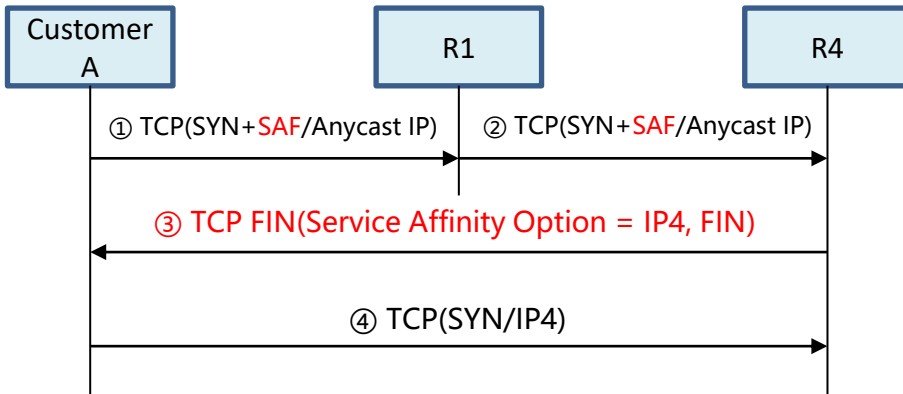 Customer
A
R1
R4
① TCP(SYN+SAF/Anycast IP)
② TCP(SYN+SAF/Anycast IP)
③ TCP FIN(Service Affinity Option = IP4, FIN)
④ TCP(SYN/IP4)